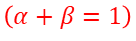 (α + β = 1)